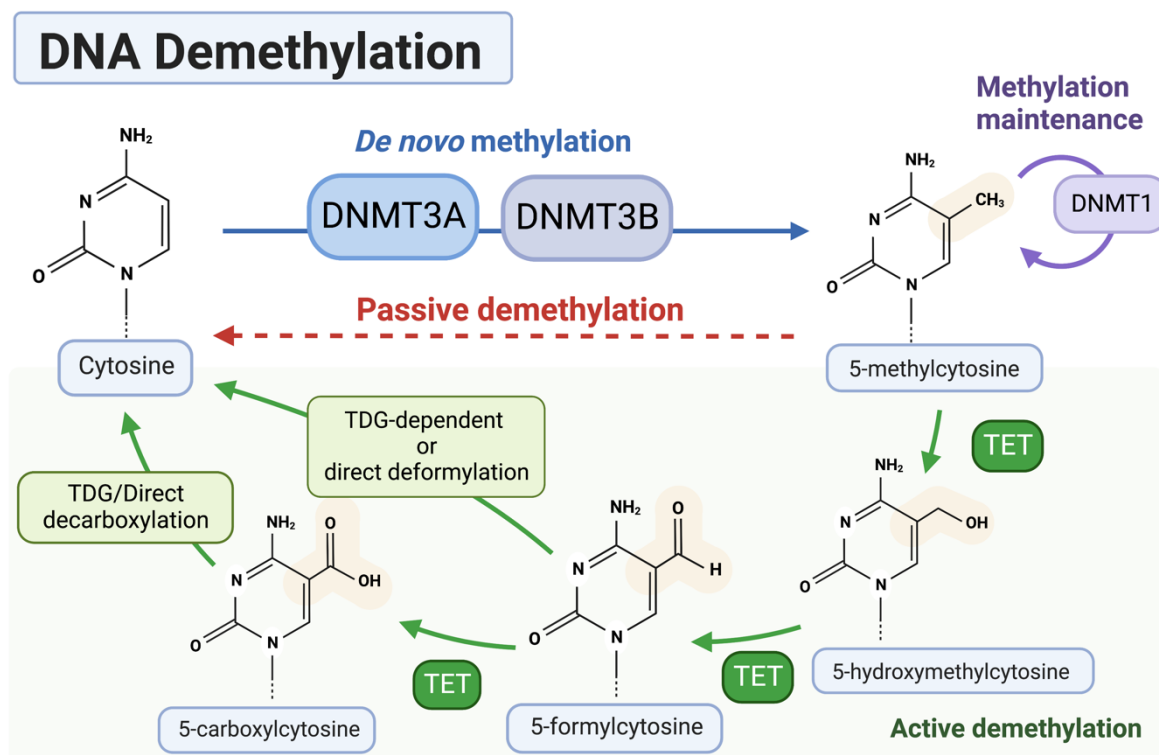 DNA Demethylation
Methylation
maintenance
De novo methylation
DNMT3A
DNMT3B
DNMT1
NH₂
N
O
N
NH₂
CH₃
N
O
N
Passive demethylation
Cytosine
5-methylcytosine
TDG-dependent
or
direct deformylation
TET
TDG/Direct
decarboxylation
NH₂
O
N
OH
O
N
NH₂
O
N
H
O
N
NH₂
N
OH
O
N
TET
TET
5-carboxylcytosine
5-formylcytosine
5-hydroxymethylcytosine
Active demethylation